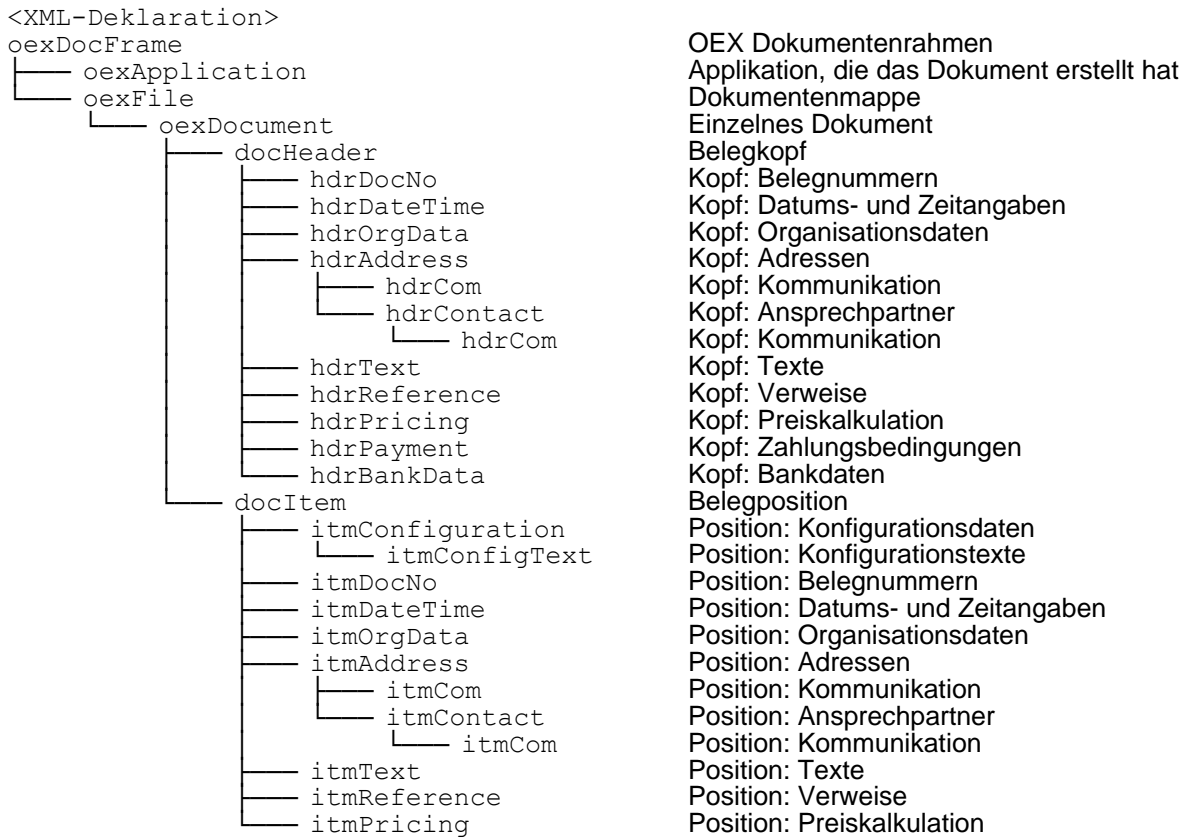 <XML-Deklaration>
oexDocFrame OEX Dokumentenrahmen
oexApplication Applikation, die das Dokument erstellt hat
oexFile Dokumentenmappe
oexDocument Einzelnes Dokument
docHeader Belegkopf
hdrDocNo Kopf: Belegnummern
hdrDateTime Kopf: Datums- und Zeitangaben
hdrOrgData Kopf: Organisationsdaten
hdrAddress Kopf: Adressen
hdrCom Kopf: Kommunikation
hdrContact Kopf: Ansprechpartner
hdrCom Kopf: Kommunikation
hdrText Kopf: Texte
hdrReference Kopf: Verweise
hdrPricing Kopf: Preiskalkulation
hdrPayment Kopf: Zahlungsbedingungen
hdrBankData Kopf: Bankdaten
docItem Belegposition
itmConfiguration Position: Konfigurationsdaten
itmConfigText Position: Konfigurationstexte
itmDocNo Position: Belegnummern
itmDateTime Position: Datums- und Zeitangaben
itmOrgData Position: Organisationsdaten
itmAddress Position: Adressen
itmCom Position: Kommunikation
itmContact Position: Ansprechpartner
itmCom Position: Kommunikation
itmText Position: Texte
itmReference Position: Verweise
itmPricing Position: Preiskalkulation